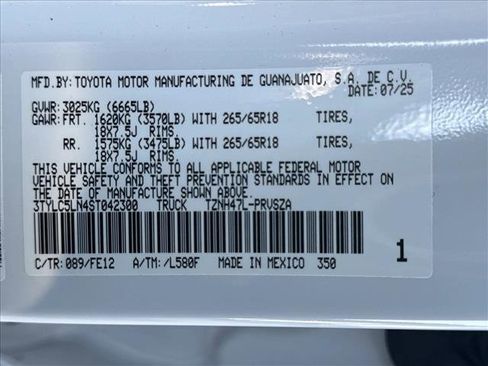 MFD.BY: TOYOTA MOTOR MANUFACTURING DE GUANAJUATO, S.A. DE C.V.
DATE: 07/25
GVWR: 3025KG (6665LB)
GAWR: FRT. 1620KG (3570LB) WITH 265/65R18 TIRES,
18X7.5J RIMS.
RR. 1575KG (3475LB) WITH 265/65R18 TIRES,
18X7.5J RIMS.
THIS VEHICLE CONFORMS TO ALL APPLICABLE FEDERAL MOTOR
VEHICLE SAFETY AND THEFT PREVENTION STANDARDS IN EFFECT ON
THE DATE OF MANUFACTURE SHOWN ABOVE.
3TYLC5LN4ST042300 TRUCK TZNH47L-PRVSZA
C/TR: 089/FE12 A/TM: /L580F MADE IN MEXICO 350 1